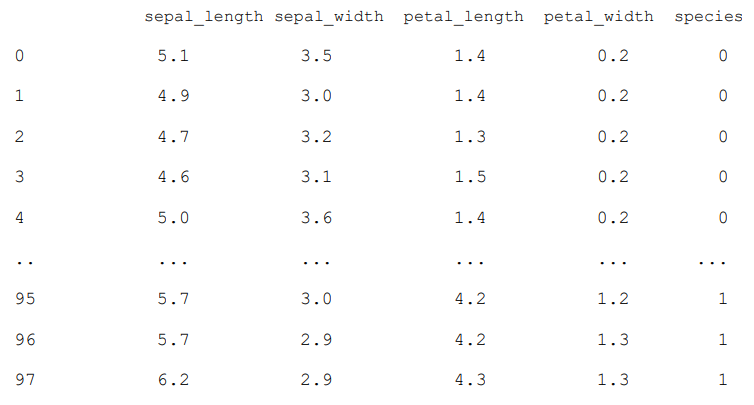 sepal_length sepal_width petal_length petal_width species
0 5.1 3.5 1.4 0.2 0
1 4.9 3.0 1.4 0.2 0
2 4.7 3.2 1.3 0.2 0
3 4.6 3.1 1.5 0.2 0
4 5.0 3.6 1.4 0.2 0
.. ... ... ... ... ...
95 5.7 3.0 4.2 1.2 1
96 5.7 2.9 4.2 1.3 1
97 6.2 2.9 4.3 1.3 1